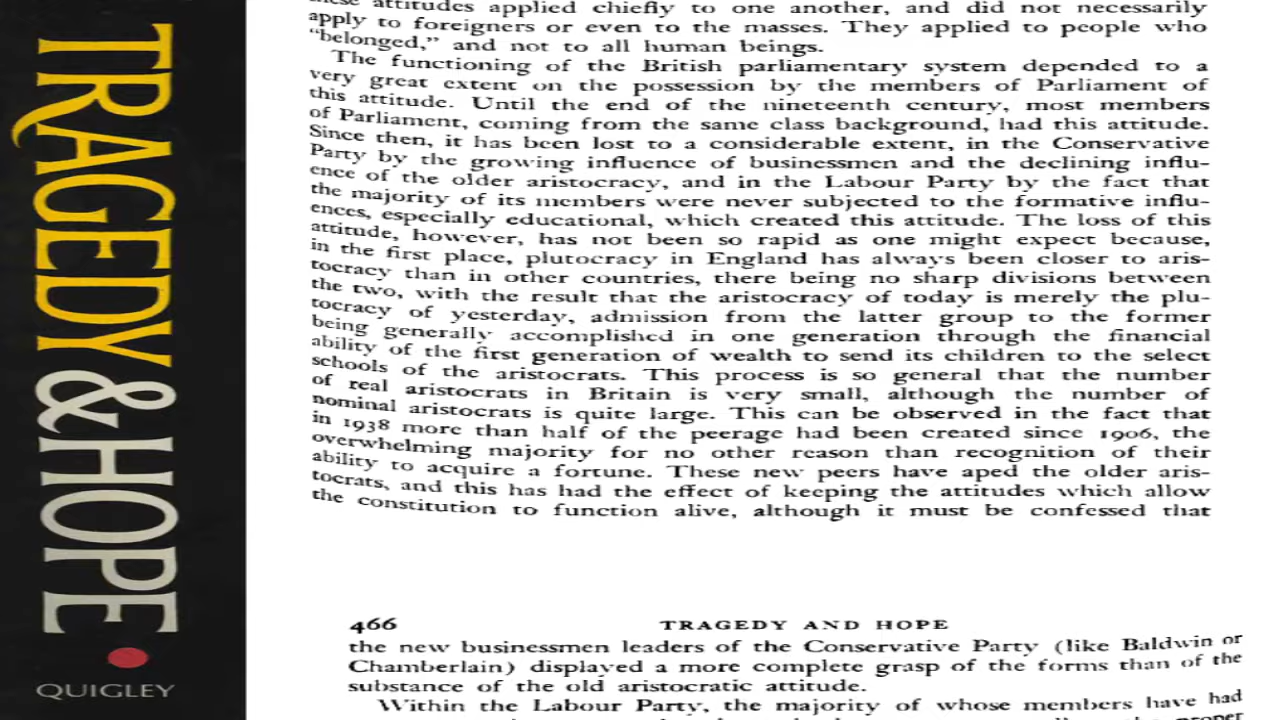 TRAGEDY & HOPE
QUIGLEY
these attitudes applied chiefly to one another, and did not necessarily
apply to foreigners or even to the masses. They applied to people who
“belonged,” and not to all human beings.
The functioning of the British parliamentary system depended to a
very great extent on the possession by the members of Parliament of
this attitude. Until the end of the nineteenth century, most members
of Parliament, coming from the same class background, had this attitude.
Since then, it has been lost to a considerable extent, in the Conservative
Party by the growing influence of businessmen and the declining influ-
ence of the older aristocracy, and in the Labour Party by the fact that
the majority of its members were never subjected to the formative influ-
ences, especially educational, which created this attitude. The loss of this
attitude, however, has not been so rapid as one might expect because,
in the first place, plutocracy in England has always been closer to aris-
tocracy than in other countries, there being no sharp divisions between
the two, with the result that the aristocracy of today is merely the plu-
tocracy of yesterday, admission from the latter group to the former
being generally accomplished in one generation through the financial
ability of the first generation of wealth to send its children to the select
schools of the aristocrats. This process is so general that the number
of real aristocrats in Britain is very small, although the number of
nominal aristocrats is quite large. This can be observed in the fact that
in 1938 more than half of the peerage had been created since 1906, the
overwhelming majority for no other reason than recognition of their
ability to acquire a fortune. These new peers have aped the older aris-
tocrats, and this has had the effect of keeping the attitudes which allow
the constitution to function alive, although it must be confessed that
466 TRAGEDY AND HOPE
the new businessmen leaders of the Conservative Party (like Baldwin or
Chamberlain) displayed a more complete grasp of the forms than of the
substance of the old aristocratic attitude.
Within the Labour Party, the majority of whose members have had
proper